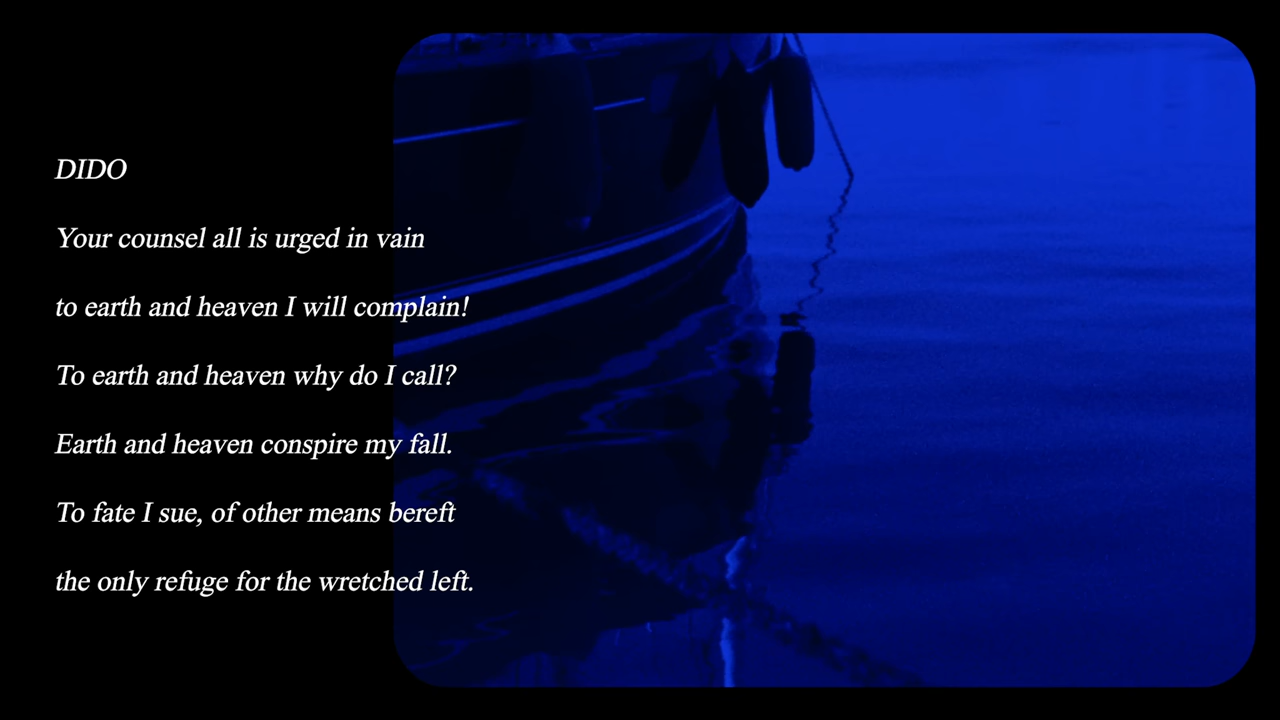 DIDO
Your counsel all is urged in vain
to earth and heaven I will complain!
To earth and heaven why do I call?
Earth and heaven conspire my fall.
To fate I sue, of other means bereft
the only refuge for the wretched left.